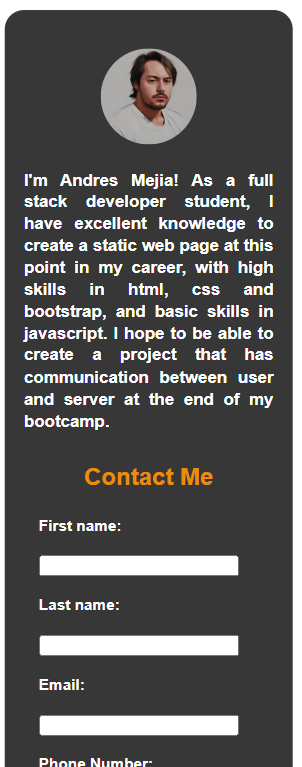 I'm Andres Mejia! As a full
stack developer student, I
have excellent knowledge to
create a static web page at this
point in my career, with high
skills in html, css and
bootstrap, and basic skills in
javascript. I hope to be able to
create a project that has
communication between user
and server at the end of my
bootcamp.
Contact Me
First name:
Last name:
Email:
Phone Number: